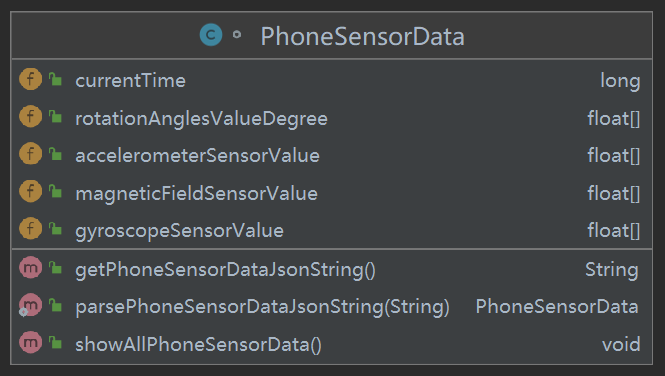 PhoneSensorData
currentTime long
rotationAnglesValueDegree float[]
accelerometerSensorValue float[]
magneticFieldSensorValue float[]
gyroscopeSensorValue float[]
getPhoneSensorDataJsonString() String
parsePhoneSensorDataJsonString(String) PhoneSensorData
showAllPhoneSensorData() void